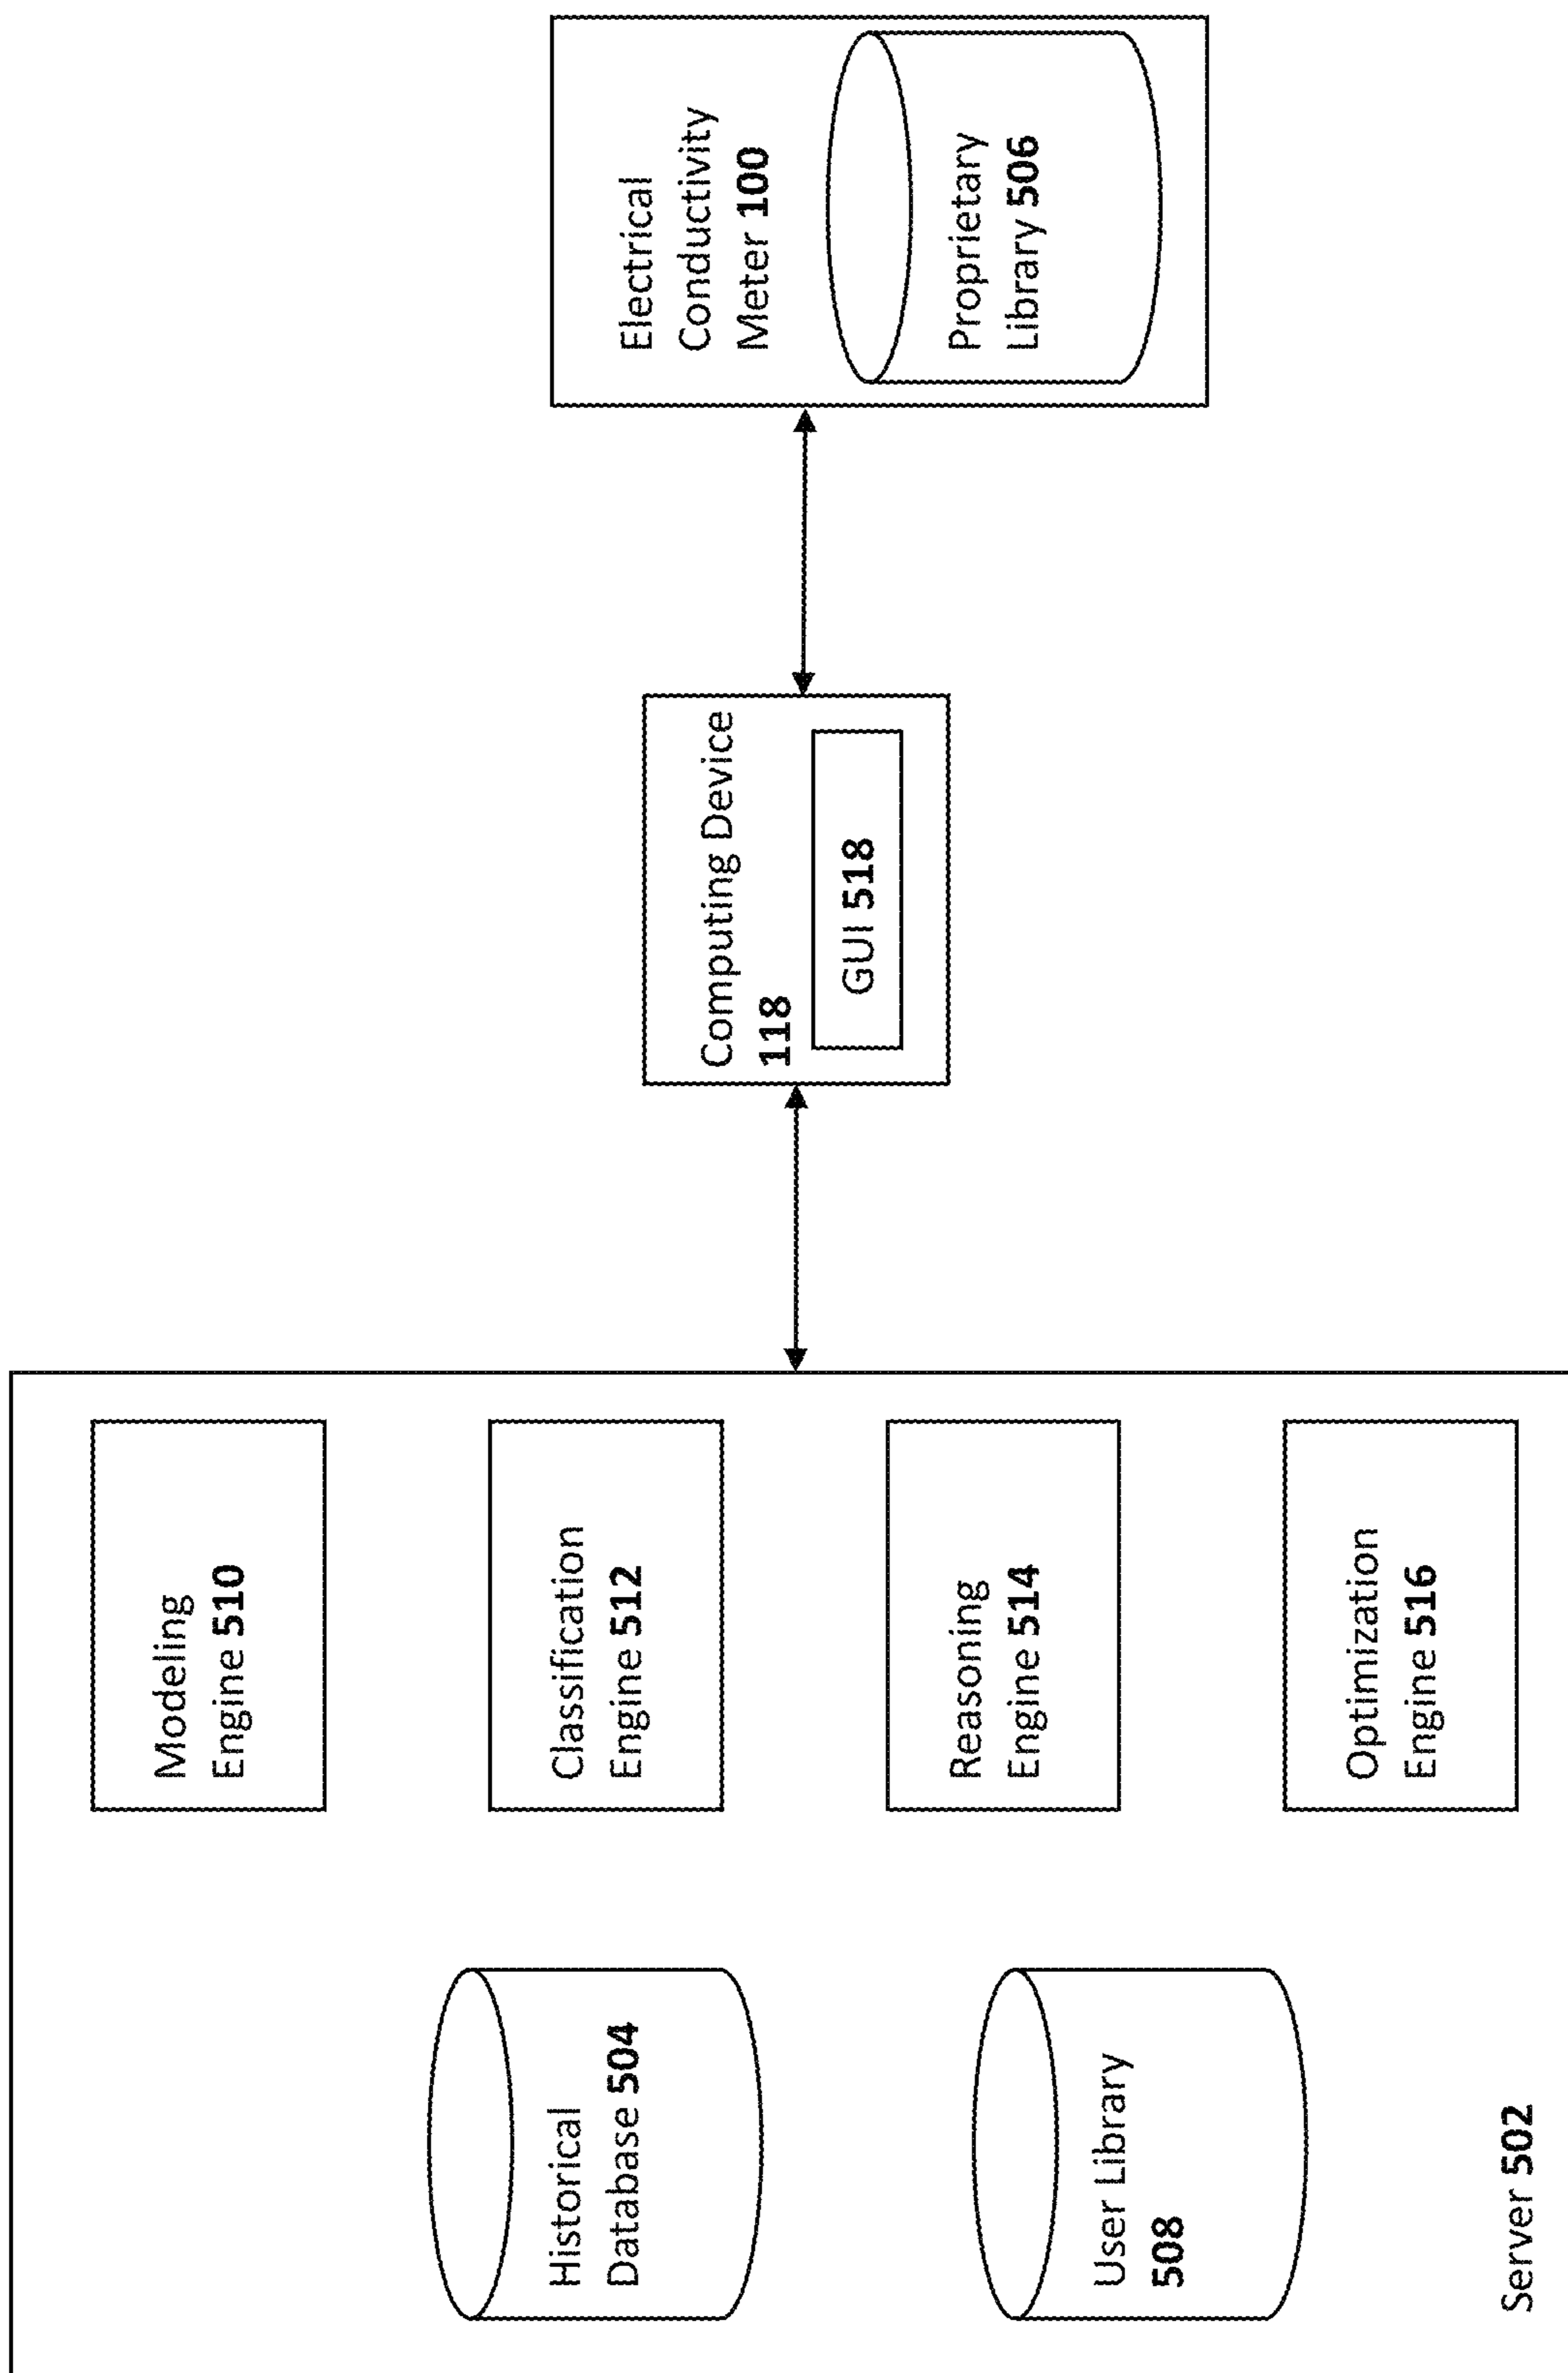 Historical
Database 504
User Library
508
Server 502
Modeling
Engine 510
Classification
Engine 512
Reasoning
Engine 514
Optimization
Engine 516
Computing Device
118
GUI 518
Electrical
Conductivity
Meter 100
Proprietary
Library 506